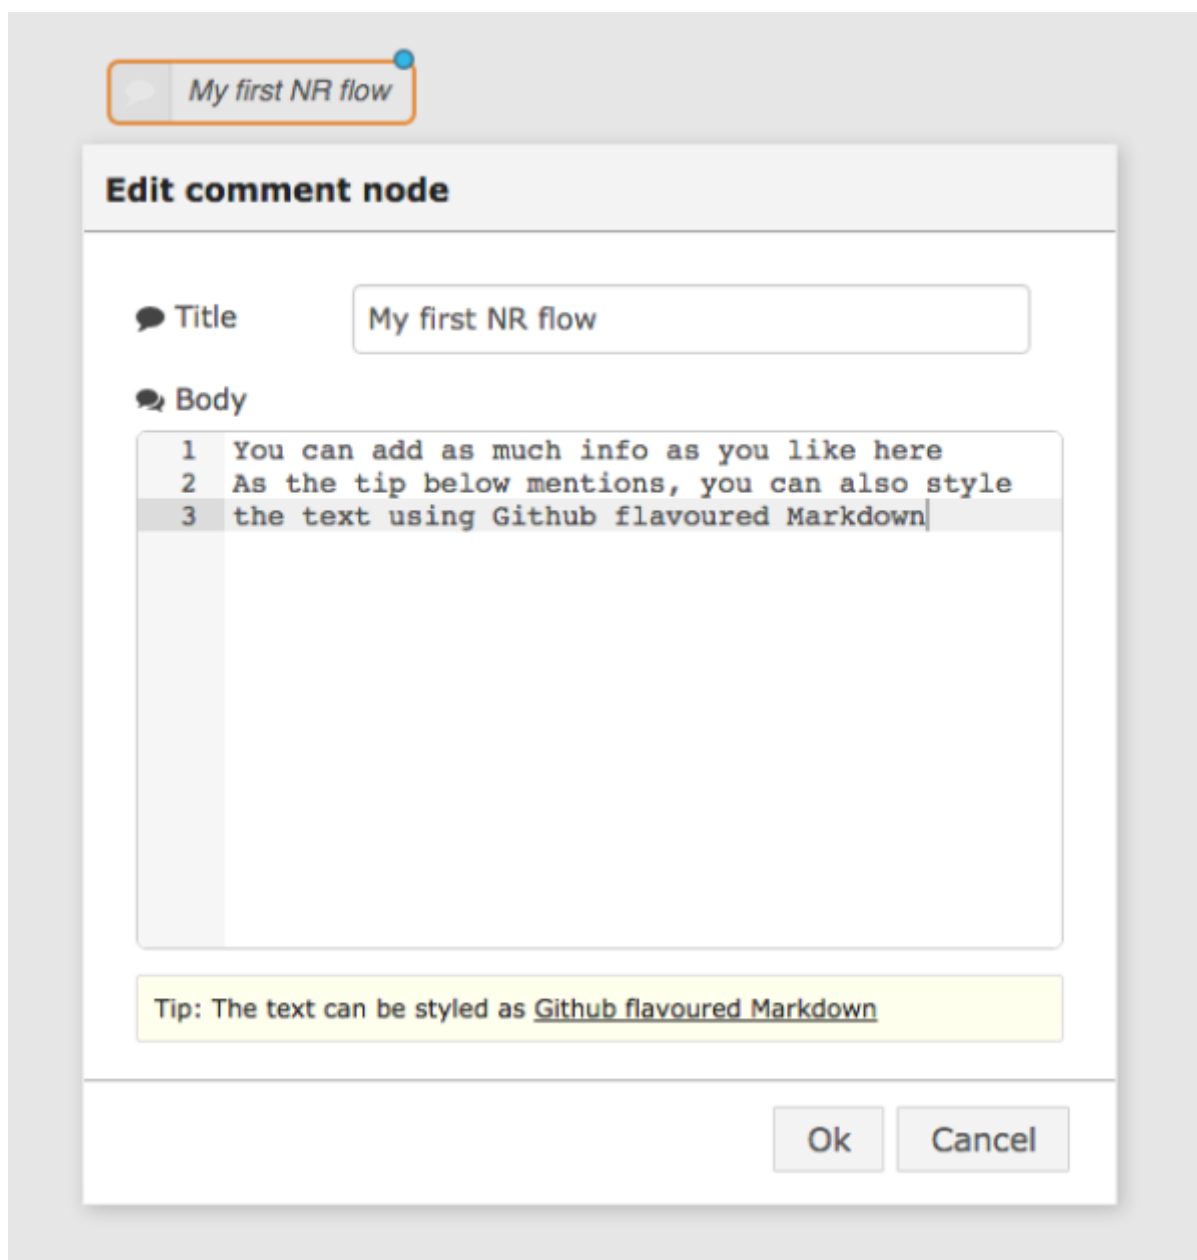 My first NR flow
Edit comment node
Title
My first NR flow
Body
1 You can add as much info as you like here
2 As the tip below mentions, you can also style
3 the text using Github flavoured Markdown
Tip: The text can be styled as Github flavoured Markdown
Ok
Cancel